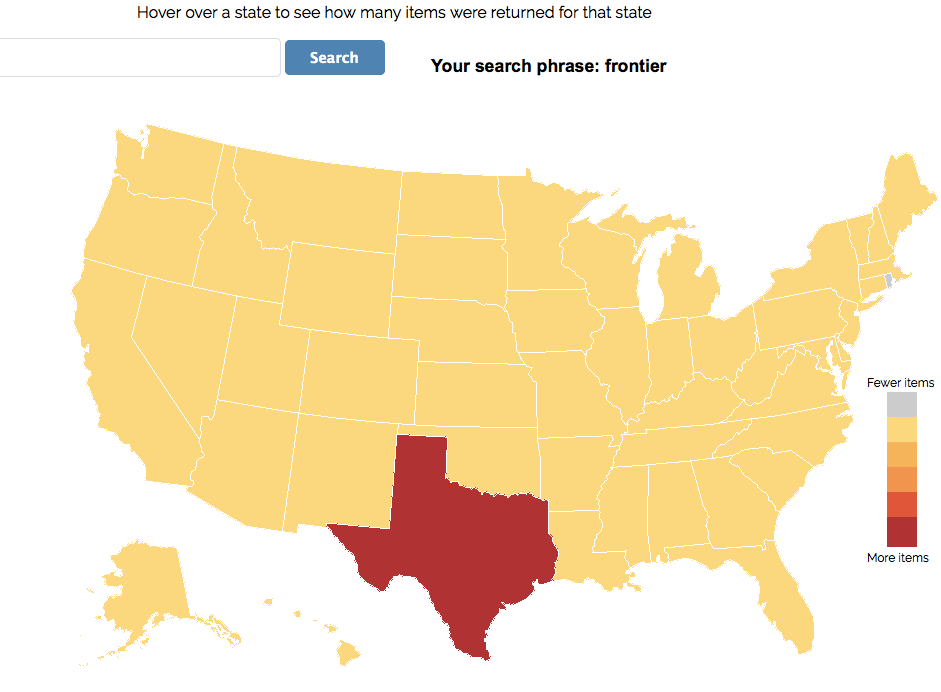 Hover over a state to see how many items were returned for that state
Search
Your search phrase: frontier
Fewer items
More items